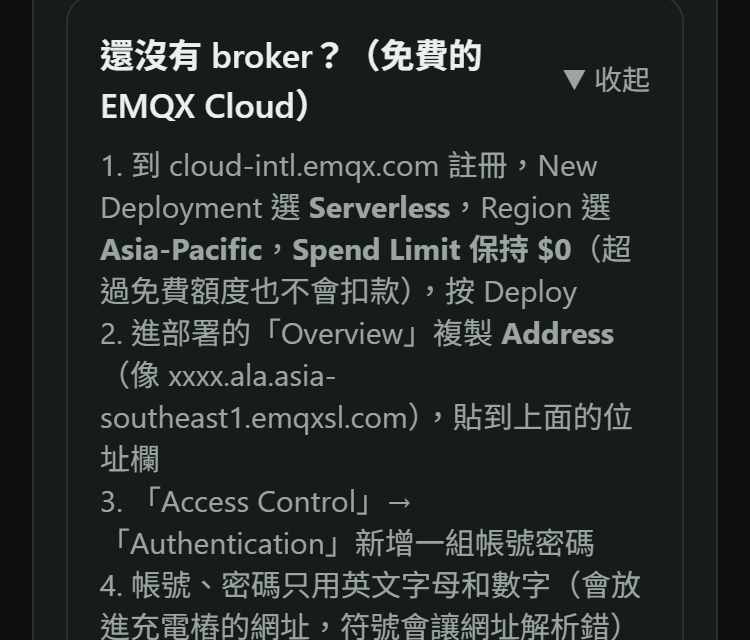 還沒有 broker？（免費的
EMQX Cloud）
▼ 收起
1. 到 cloud-intl.emqx.com 註冊，New
Deployment 選 Serverless，Region 選
Asia-Pacific，Spend Limit 保持 $0（超
過免費額度也不會扣款），按 Deploy
2. 進部署的「Overview」複製 Address
（像 xxxx.ala.asia-
southeast1.emqxsl.com），貼到上面的位
址欄
3. 「Access Control」→
「Authentication」新增一組帳號密碼
4. 帳號、密碼只用英文字母和數字（會放
進充電樁的網址，符號會讓網址解析錯）